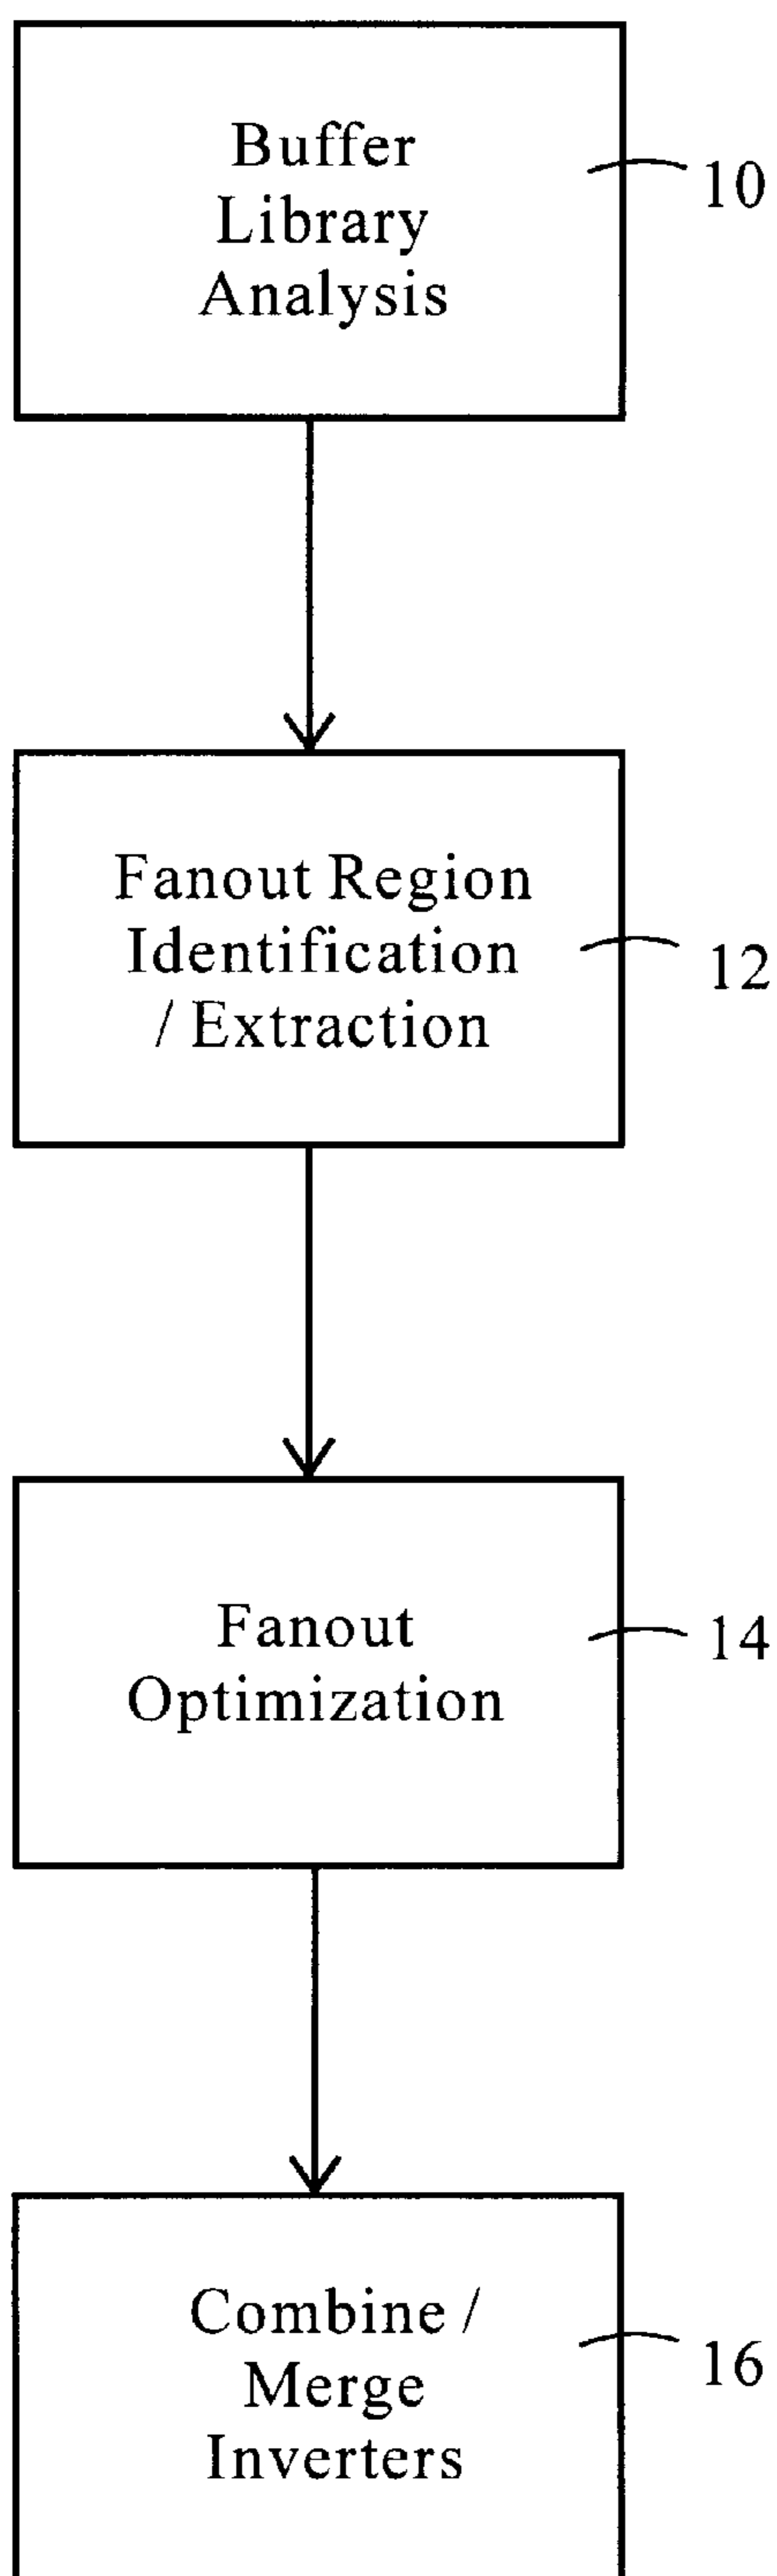 Buffer
Library
Analysis
10
Fanout Region
Identification
/ Extraction
12
Fanout
Optimization
14
Combine /
Merge
Inverters
16